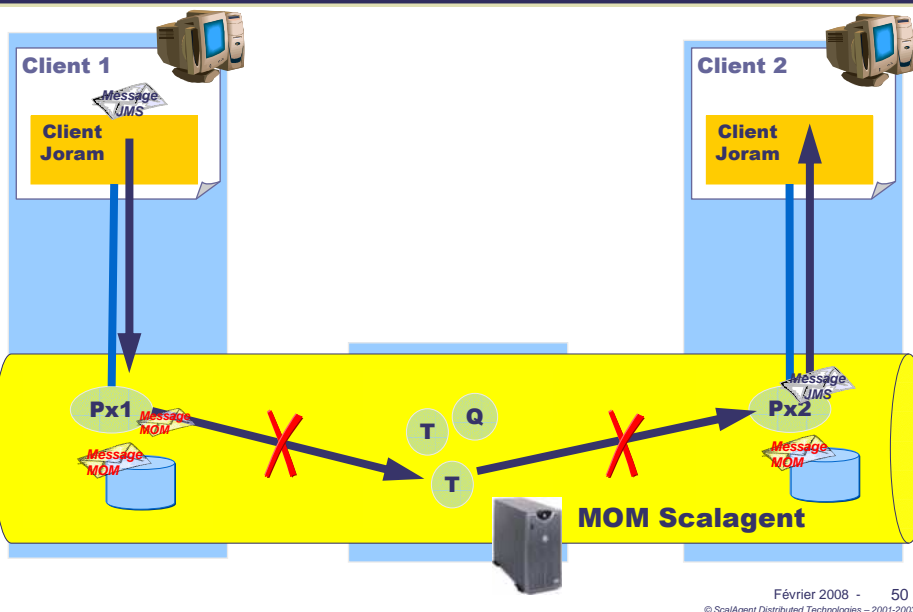 Client 1
Message
JMS
Client
Joram
Client 2
Client
Joram
Px1
Message
MOM
Message
MOM
T
Q
T
Message
JMS
Px2
Message
MOM
MOM Scalagent
Février 2008 - 50
© ScalAgent Distributed Technologies – 2001-200